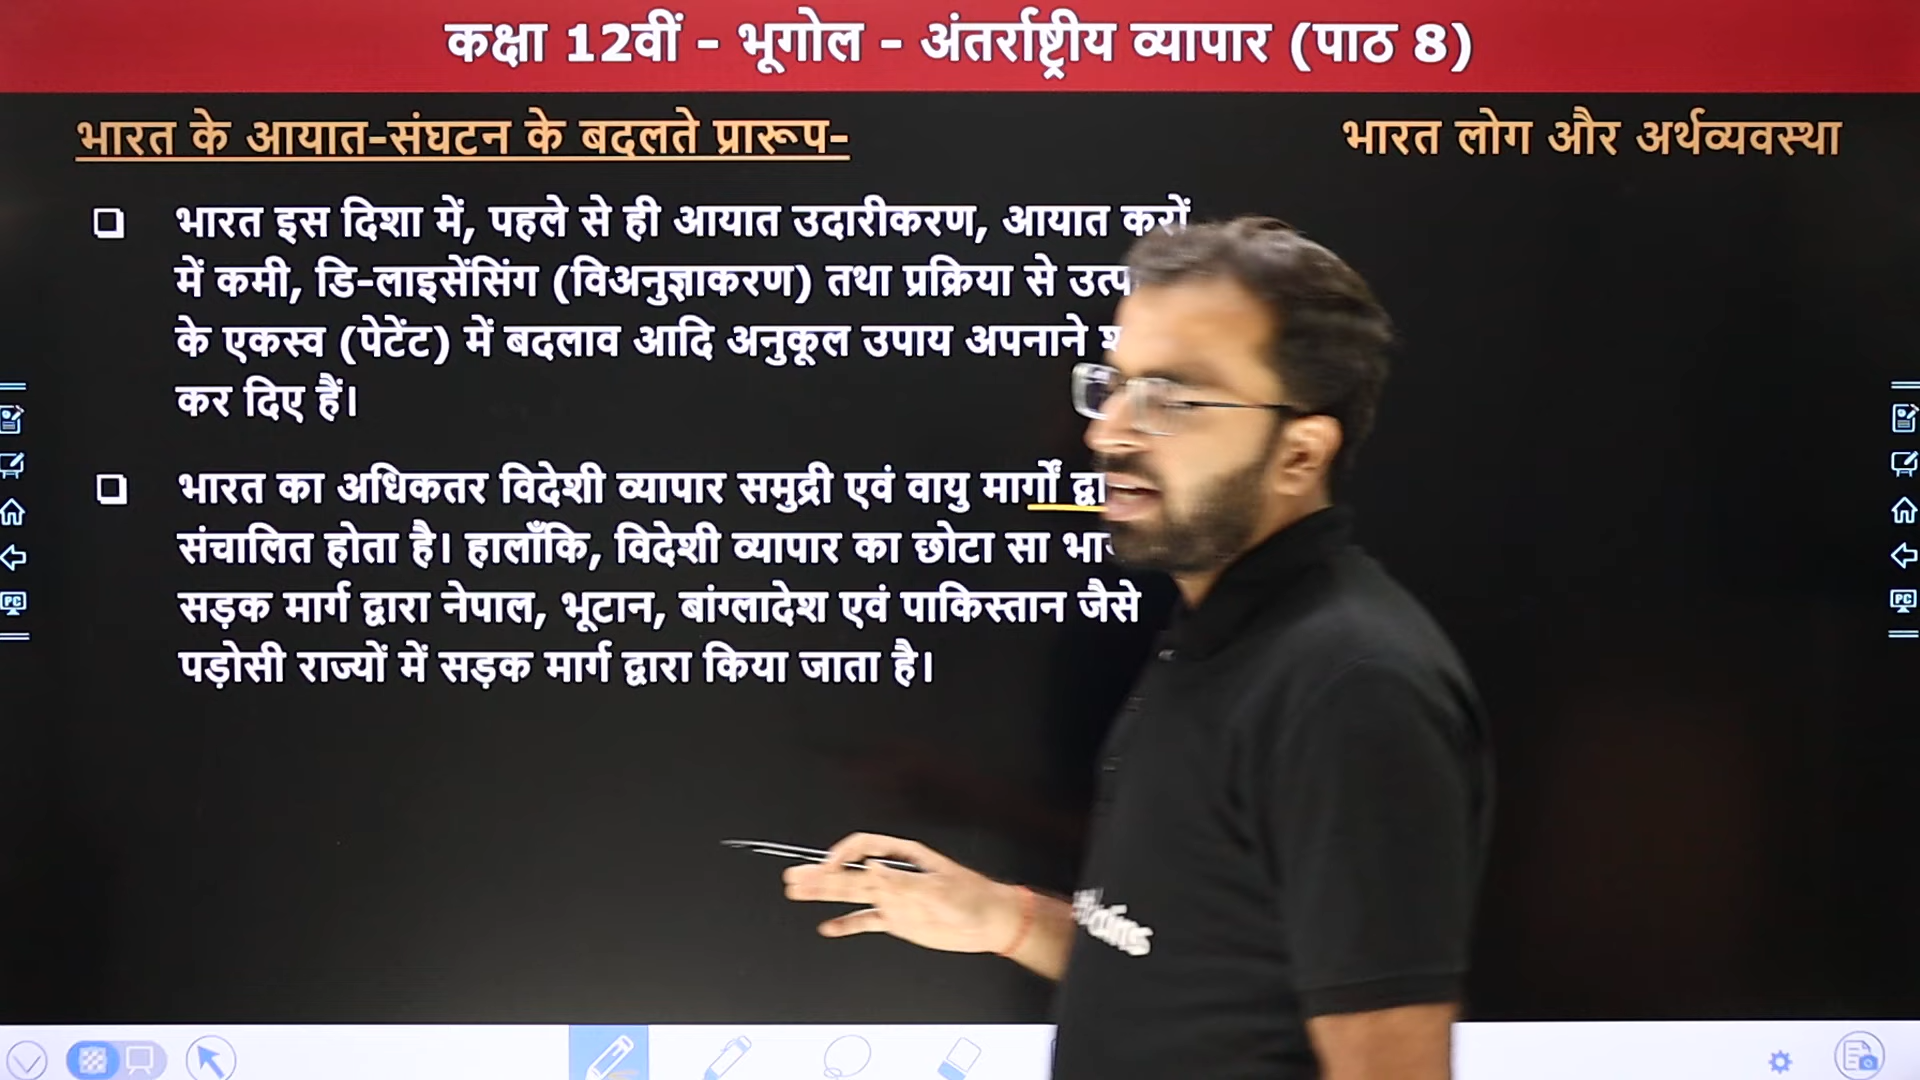 कक्षा 12वीं - भूगोल - अंतर्राष्ट्रीय व्यापार (पाठ 8)
भारत के आयात-संघटन के बदलते प्रारूप-
भारत लोग और अर्थव्यवस्था
भारत इस दिशा में, पहले से ही आयात उदारीकरण, आयात करों
में कमी, डि-लाइसेंसिंग (विअनुज्ञाकरण) तथा प्रक्रिया से
के एकस्व (पेटेंट) में बदलाव आदि अनुकूल उपाय अपनाने
कर दिए हैं।
भारत का अधिकतर विदेशी व्यापार समुद्री एवं वायु मार्गों
संचालित होता है। हालाँकि, विदेशी व्यापार का छोटा सा
सड़क मार्ग द्वारा नेपाल, भूटान, बांग्लादेश एवं पाकिस्तान जैसे
पड़ोसी राज्यों में सड़क मार्ग द्वारा किया जाता है।
PC
PC